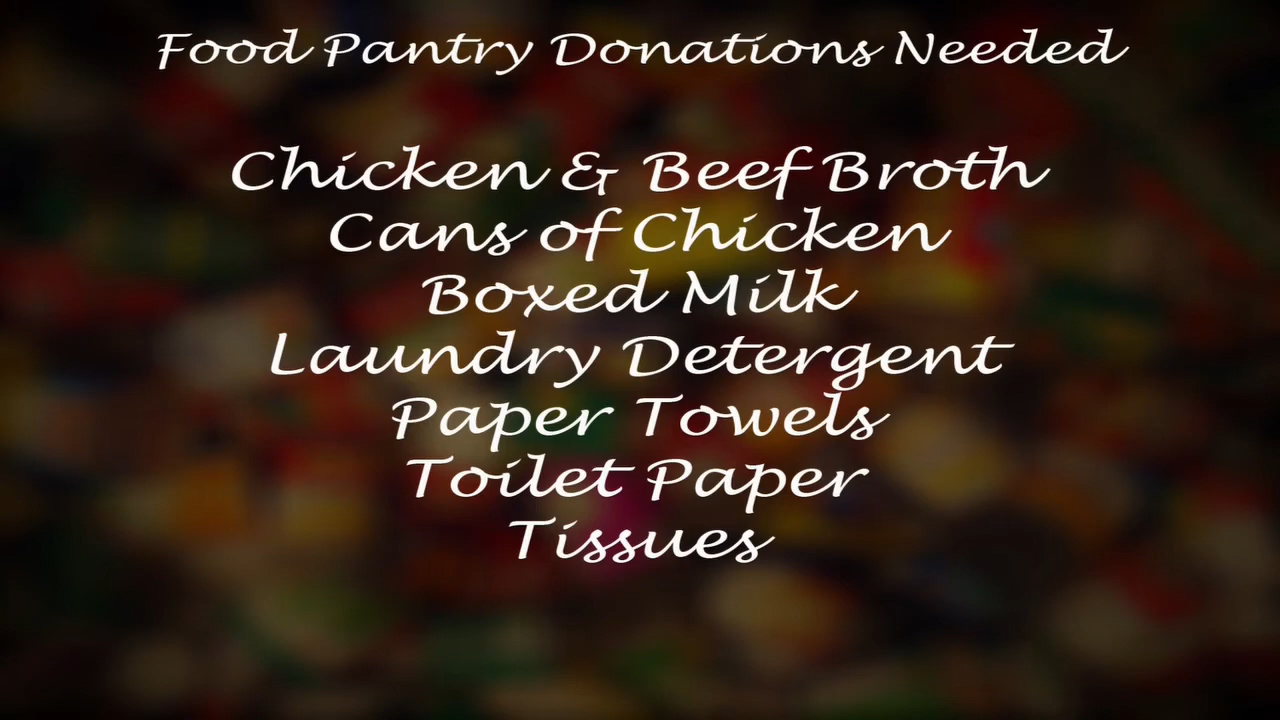 Food Pantry Donations Needed
Chicken & Beef Broth
Cans of Chicken
Boxed Milk
Laundry Detergent
Paper Towels
Toilet Paper
Tissues